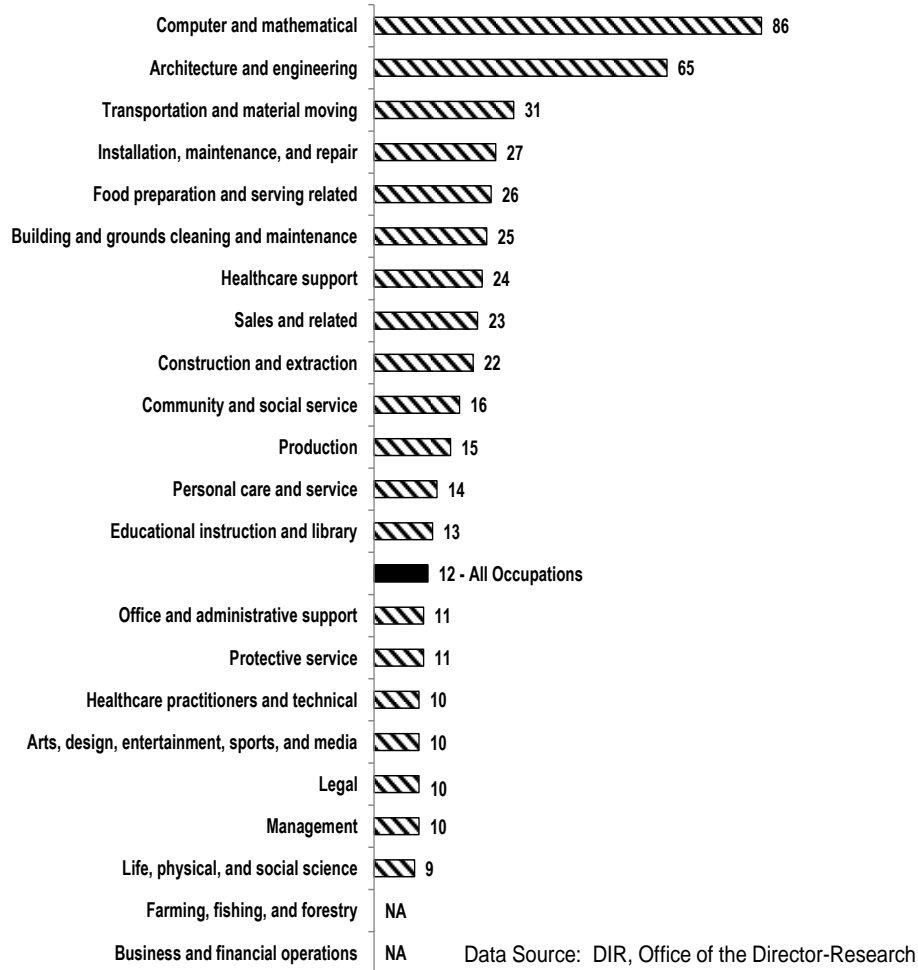 Computer and mathematical 86
Architecture and engineering 65
Transportation and material moving 31
Installation, maintenance, and repair 27
Food preparation and serving related 26
Building and grounds cleaning and maintenance 25
Healthcare support 24
Sales and related 23
Construction and extraction 22
Community and social service 16
Production 15
Personal care and service 14
Educational instruction and library 13
12 - All Occupations
Office and administrative support 11
Protective service 11
Healthcare practitioners and technical 10
Arts, design, entertainment, sports, and media 10
Legal 10
Management 10
Life, physical, and social science 9
Farming, fishing, and forestry NA
Business and financial operations NA Data Source: DIR, Office of the Director-Research